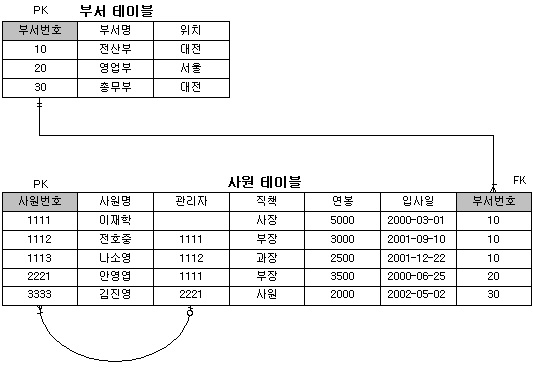 PK 부서 테이블
부서번호 부서명 위치
10 전산부 대전
20 영업부 서울
30 총무부 대전
PK 사원 테이블 FK
사원번호 사원명 관리자 직책 연봉 입사일 부서번호
1111 이재학 사장 5000 2000-03-01 10
1112 전호중 1111 부장 3000 2001-09-10 10
1113 나소영 1112 과장 2500 2001-12-22 10
2221 안영엽 1111 부장 3500 2000-06-25 20
3333 김진영 2221 사원 2000 2002-05-02 30